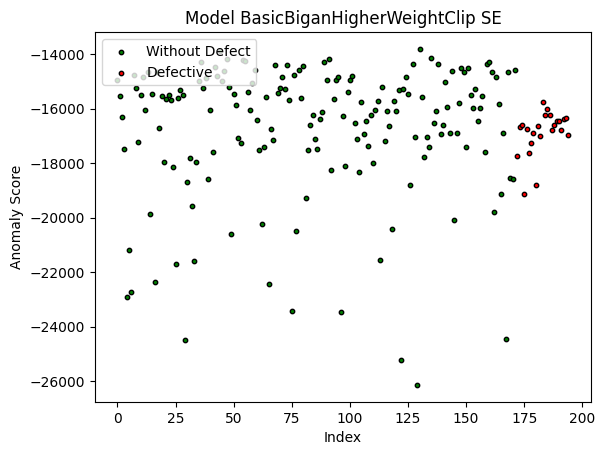 Model BasicBiganHigherWeightClip SE
Without Defect
Defective
Anomaly Score
−14000
−16000
−18000
−20000
−22000
−24000
−26000
0 25 50 75 100 125 150 175 200
Index